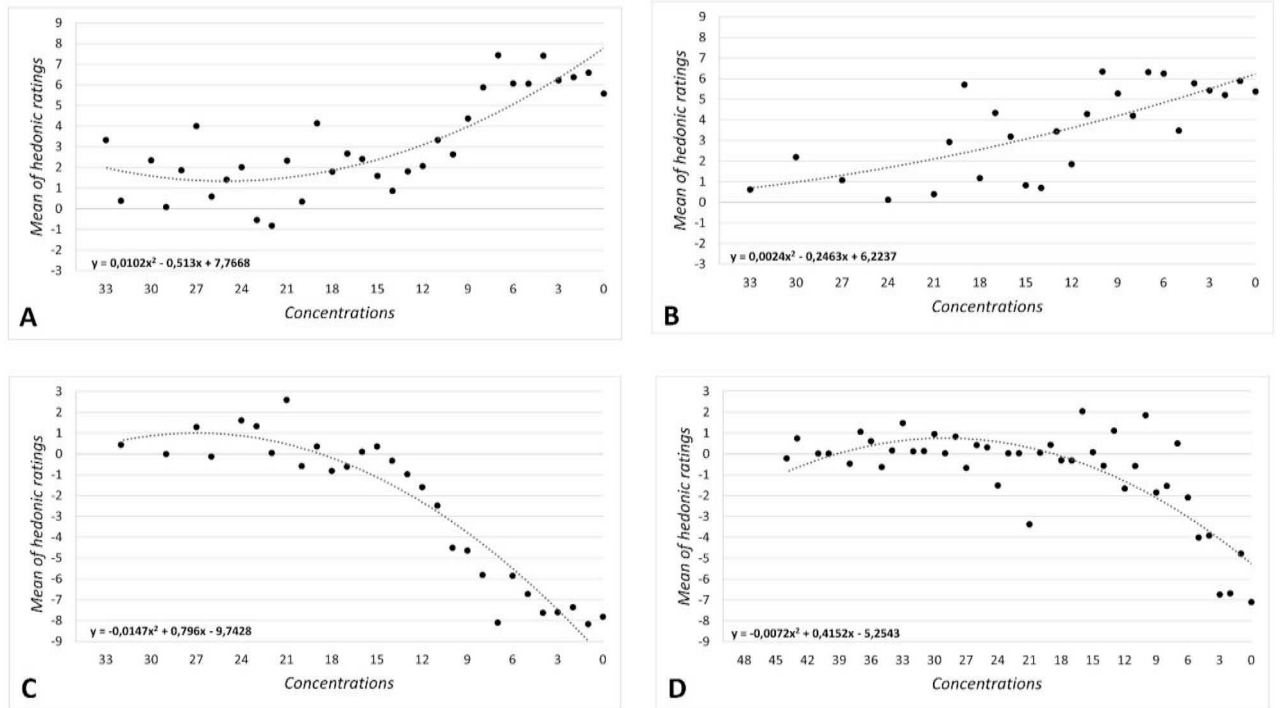 9
8
7
6
5
4
3
2
1
0
-1
-2
-3
Mean of hedonic ratings
y = 0,0102x² - 0,513x + 7,7668
33 30 27 24 21 18 15 12 9 6 3 0
Concentrations
A
9
8
7
6
5
4
3
2
1
0
-1
-2
-3
Mean of hedonic ratings
y = 0,0024x² - 0,2463x + 6,2237
33 30 27 24 21 18 15 12 9 6 3 0
Concentrations
B
3
2
1
0
-1
-2
-3
-4
-5
-6
-7
-8
-9
Mean of hedonic ratings
y = -0,0147x² + 0,796x - 9,7428
33 30 27 24 21 18 15 12 9 6 3 0
Concentrations
C
3
2
1
0
-1
-2
-3
-4
-5
-6
-7
-8
-9
Mean of hedonic ratings
y = -0,0072x² + 0,4152x - 5,2543
48 45 42 39 36 33 30 27 24 21 18 15 12 9 6 3 0
Concentrations
D